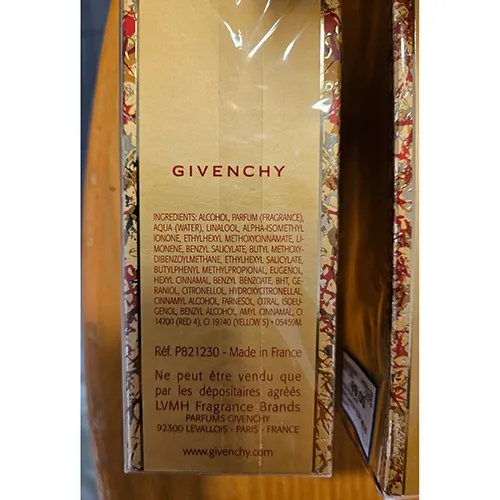 GIVENCHY
INGREDIENTS: ALCOHOL, PARFUM (FRAGRANCE),
AQUA (WATER), LINALOOL, ALPHA-ISOMETHYL
IONONE, ETHYLHEXYL METHOXYCINNAMATE, LI-
MONENE, BENZYL SALICYLATE, BUTYL METHOXY-
DIBENZOYLMETHANE, ETHYLHEXYL SALICYLATE,
BUTYLPHENYL METHYLPROPIONAL, EUGENOL,
HEXYL CINNAMAL, BENZYL BENZOATE, BHT, GE-
RANIOL, CITRONELLOL, HYDROXYCITRONELLAL,
CINNAMYL ALCOHOL, FARNESOL, CITRAL, ISOEU-
GENOL, BENZYL ALCOHOL, AMYL CINNAMAL, CI
14700 (RED 4), CI 19140 (YELLOW 5) • 05459M.
Réf. P821230 - Made in France
Ne peut être vendu que
par les dépositaires agréés
LVMH Fragrance Brands
PARFUMS GIVENCHY
92300 LEVALLOIS - PARIS - FRANCE
www.givenchy.com